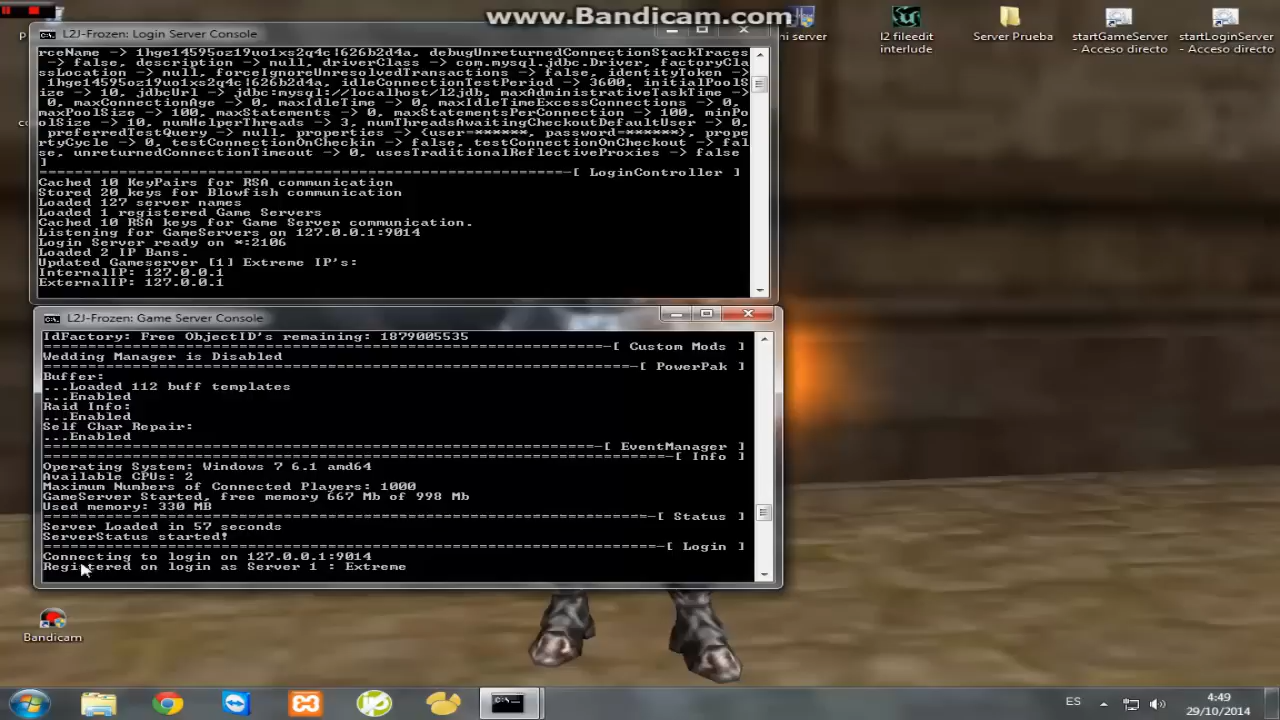 www.Bandicam.com
L2J-Frozen: Login Server Console
rceName -> 1hge14595oz19uo1xs2q4c!626b2d4a, debugUnreturnedConnectionStackTraces
-> false, description -> null, driverClass -> com.mysql.jdbc.Driver, factoryCla
ssLocation -> null, forceIgnoreUnresolvedTransactions -> false, identityToken ->
1hge14595oz19uo1xs2q4c!626b2d4a, idleConnectionTestPeriod -> 3600, initialPoolS
ize -> 10, jdbcUrl -> jdbc:mysql://localhost/l2jdb, maxAdministrativeTaskTime ->
0, maxConnectionAge -> 0, maxIdleTime -> 0, maxIdleTimeExcessConnections -> 0,
maxPoolSize -> 100, maxStatements -> 0, maxStatementsPerConnection -> 100, minPo
olSize -> 10, numHelperThreads -> 3, numThreadsAwaitingCheckoutDefaultUser -> 0,
preferredTestQuery -> null, properties -> {user=******, password=******}, prope
rtyCycle -> 0, testConnectionOnCheckin -> false, testConnectionOnCheckout -> fal
se, unreturnedConnectionTimeout -> 0, usesTraditionalReflectiveProxies -> false
]
[ LoginController ]
Cached 10 KeyPairs for RSA communication
Stored 20 keys for Blowfish communication
Loaded 127 server names
Loaded 1 registered Game Servers
Cached 10 RSA keys for Game Server communication.
Listening for GameServers on 127.0.0.1:9014
Login Server ready on *:2106
Loaded 2 IP Bans.
Updated Gameserver [1] Extreme IP's:
InternalIP: 127.0.0.1
ExternalIP: 127.0.0.1
L2J-Frozen: Game Server Console
IdFactory: Free ObjectID's remaining: 1879005535
[ Custom Mods ]
Wedding Manager is Disabled
[ PowerPak ]
Buffer:
...Loaded 112 buff templates
...Enabled
Raid Info:
...Enabled
Self Char Repair:
...Enabled
[ EventManager ]
[ Info ]
Operating System: Windows 7 6.1 amd64
Available CPUs: 2
Maximum Numbers of Connected Players: 1000
GameServer Started, free memory 667 Mb of 998 Mb
Used memory: 330 MB
[ Status ]
Server Loaded in 57 seconds
ServerStatus started!
[ Login ]
Connecting to login on 127.0.0.1:9014
Registered on login as Server 1 : Extreme
server
l2 fileedit
interlude
Server Prueba
startGameServer
- Acceso directo
startLoginServer
- Acceso directo
Bandicam
ES
4:49
29/10/2014